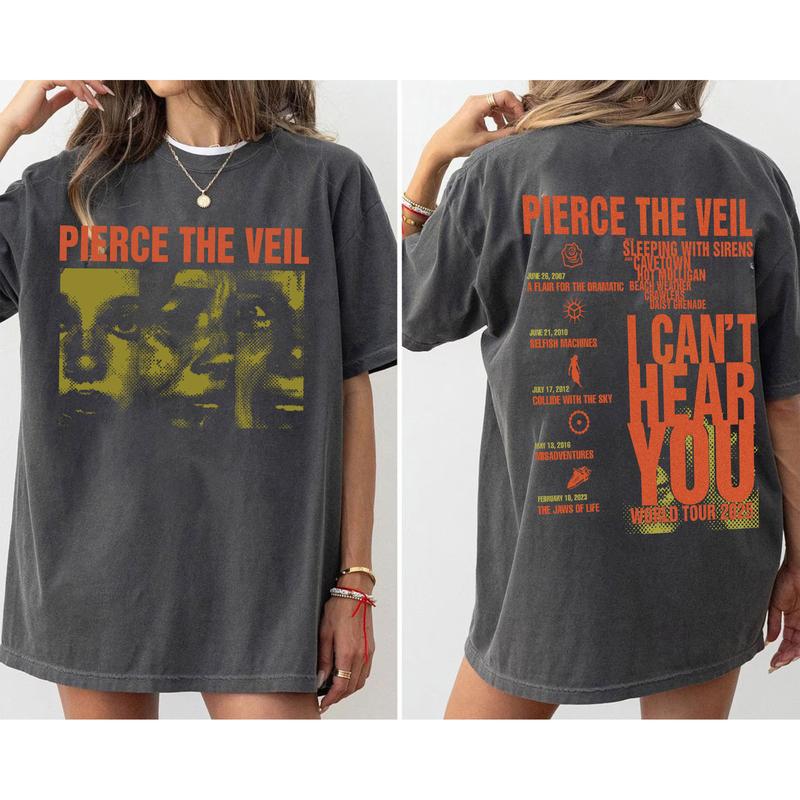 PIERCE THE VEIL
PIERCE THE VEIL
SLEEPING WITH SIRENS
CAVETOWN
HOT MULLIGAN
BEACH WEATHER
CRAWLERS
DAISY GRENADE
JUNE 26, 2007
A FLAIR FOR THE DRAMATIC
JUNE 21, 2010
SELFISH MACHINES
JULY 17, 2012
COLLIDE WITH THE SKY
MAY 13, 2016
MISADVENTURES
FEBRUARY 10, 2023
THE JAWS OF LIFE
I CAN'T
HEAR
YOU
WORLD TOUR 2025